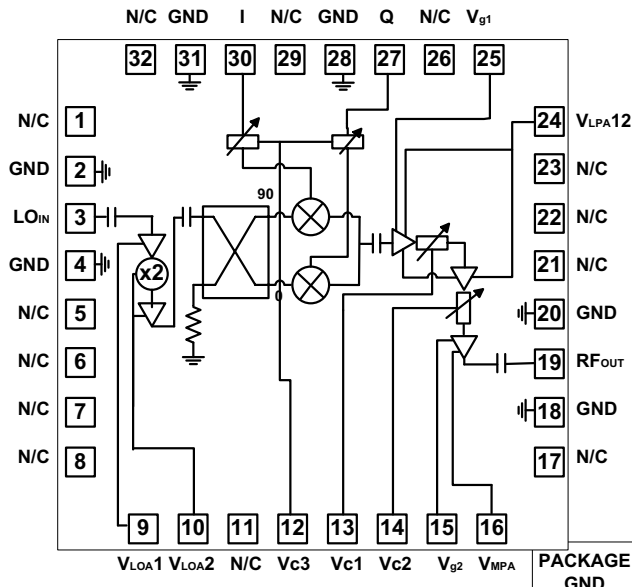 N/C GND I N/C GND Q N/C Vg1
32 31 30 29 28 27 26 25
N/C 1
GND 2
LOIN 3
GND 4
N/C 5
N/C 6
N/C 7
N/C 8
x2
90
0
24 VLPA12
23 N/C
22 N/C
21 N/C
20 GND
19 RFOUT
18 GND
17 N/C
9 10 11 12 13 14 15 16
VLOA1 VLOA2 N/C Vc3 Vc1 Vc2 Vg2 VMPA
PACKAGE
GND